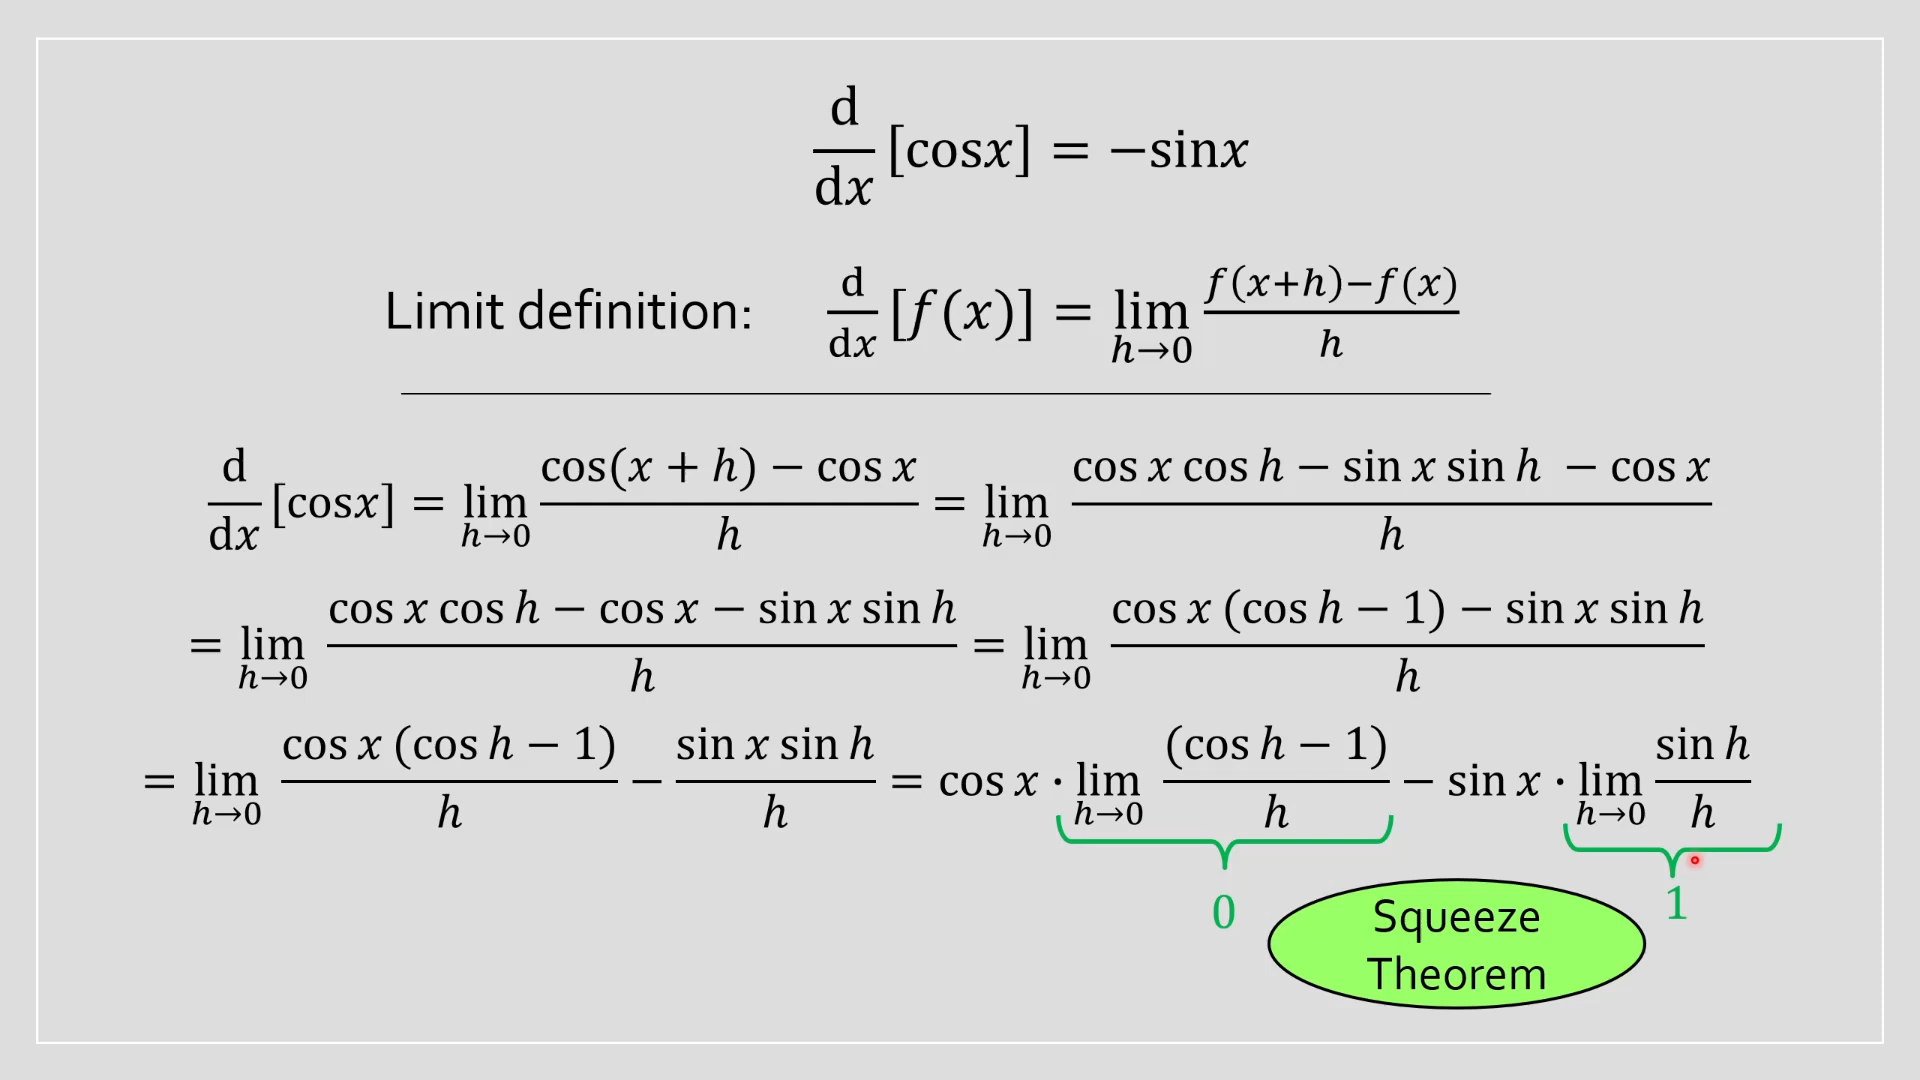 d/dx [cosx] = −sinx
Limit definition: d/dx [f(x)] = lim h→0 f(x+h)−f(x)/h
d/dx [cosx] = lim h→0 cos(x + h) − cos x/h = lim h→0 cos x cos h − sin x sin h − cos x/h
= lim h→0 cos x cos h − cos x − sin x sin h/h = lim h→0 cos x (cos h − 1) − sin x sin h/h
= lim h→0 cos x (cos h − 1)/h − sin x sin h/h = cos x · lim h→0 (cos h − 1)/h − sin x · lim h→0 sin h/h
0
1
Squeeze
Theorem